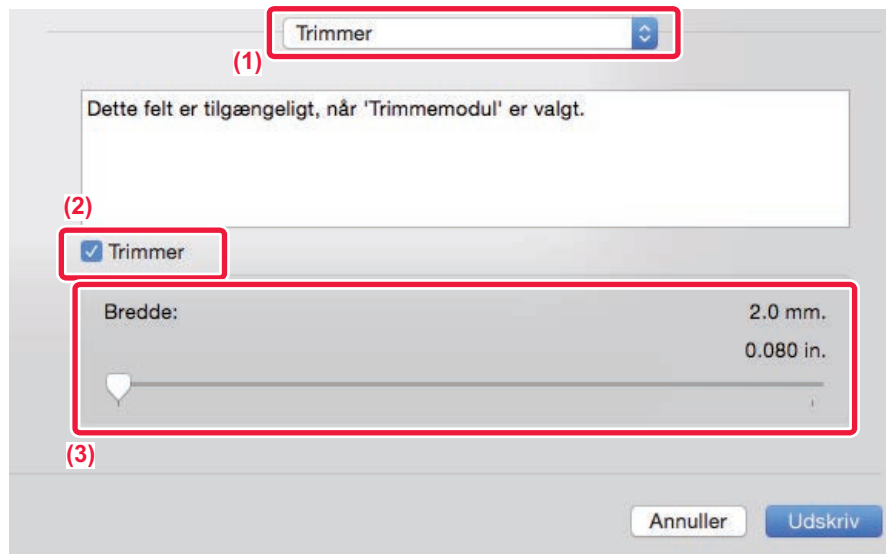 Trimmer
(1)
Dette felt er tilgængeligt, når 'Trimmemodul' er valgt.
(2)
Trimmer
Bredde:
2.0 mm.
0.080 in.
(3)
Annuller
Udskriv